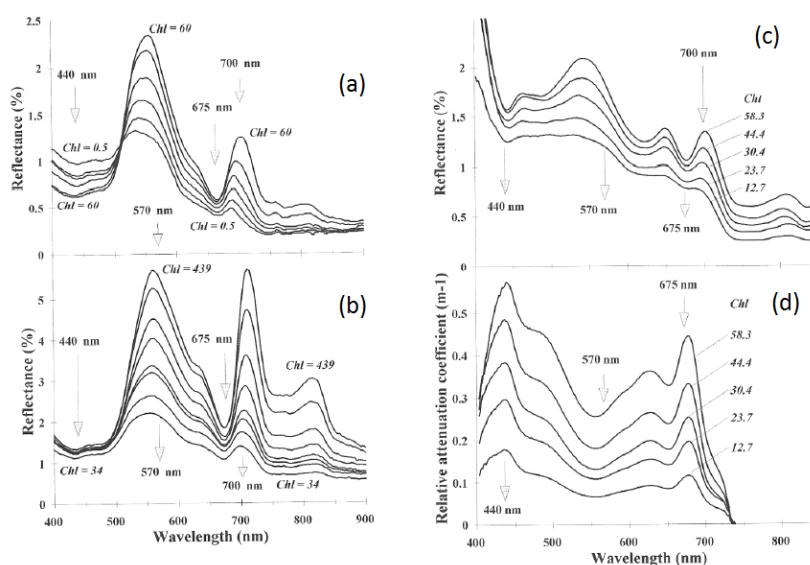 (a)
Chl = 60
440 nm
700 nm
675 nm
Chl = 60
Chl = 0.5
Chl = 60
570 nm
Chl = 0.5
Reflectance (%)
2.5
2
1.5
1
0.5
0
(b)
Chl = 439
440 nm
675 nm
Chl = 439
Chl = 34
570 nm
700 nm
Chl = 34
Reflectance (%)
5
4
3
2
1
0
400 500 600 700 800 900
Wavelength (nm)
(c)
700 nm
Chl
58.3
44.4
30.4
23.7
12.7
440 nm
570 nm
675 nm
Reflectance (%)
2
1.5
1
0.5
0
(d)
675 nm
Chl
58.3
44.4
30.4
23.7
12.7
570 nm
440 nm
Relative attenuation coefficient (m-1)
0.5
0.4
0.3
0.2
0.1
0
400 500 600 700 800
Wavelength (nm)